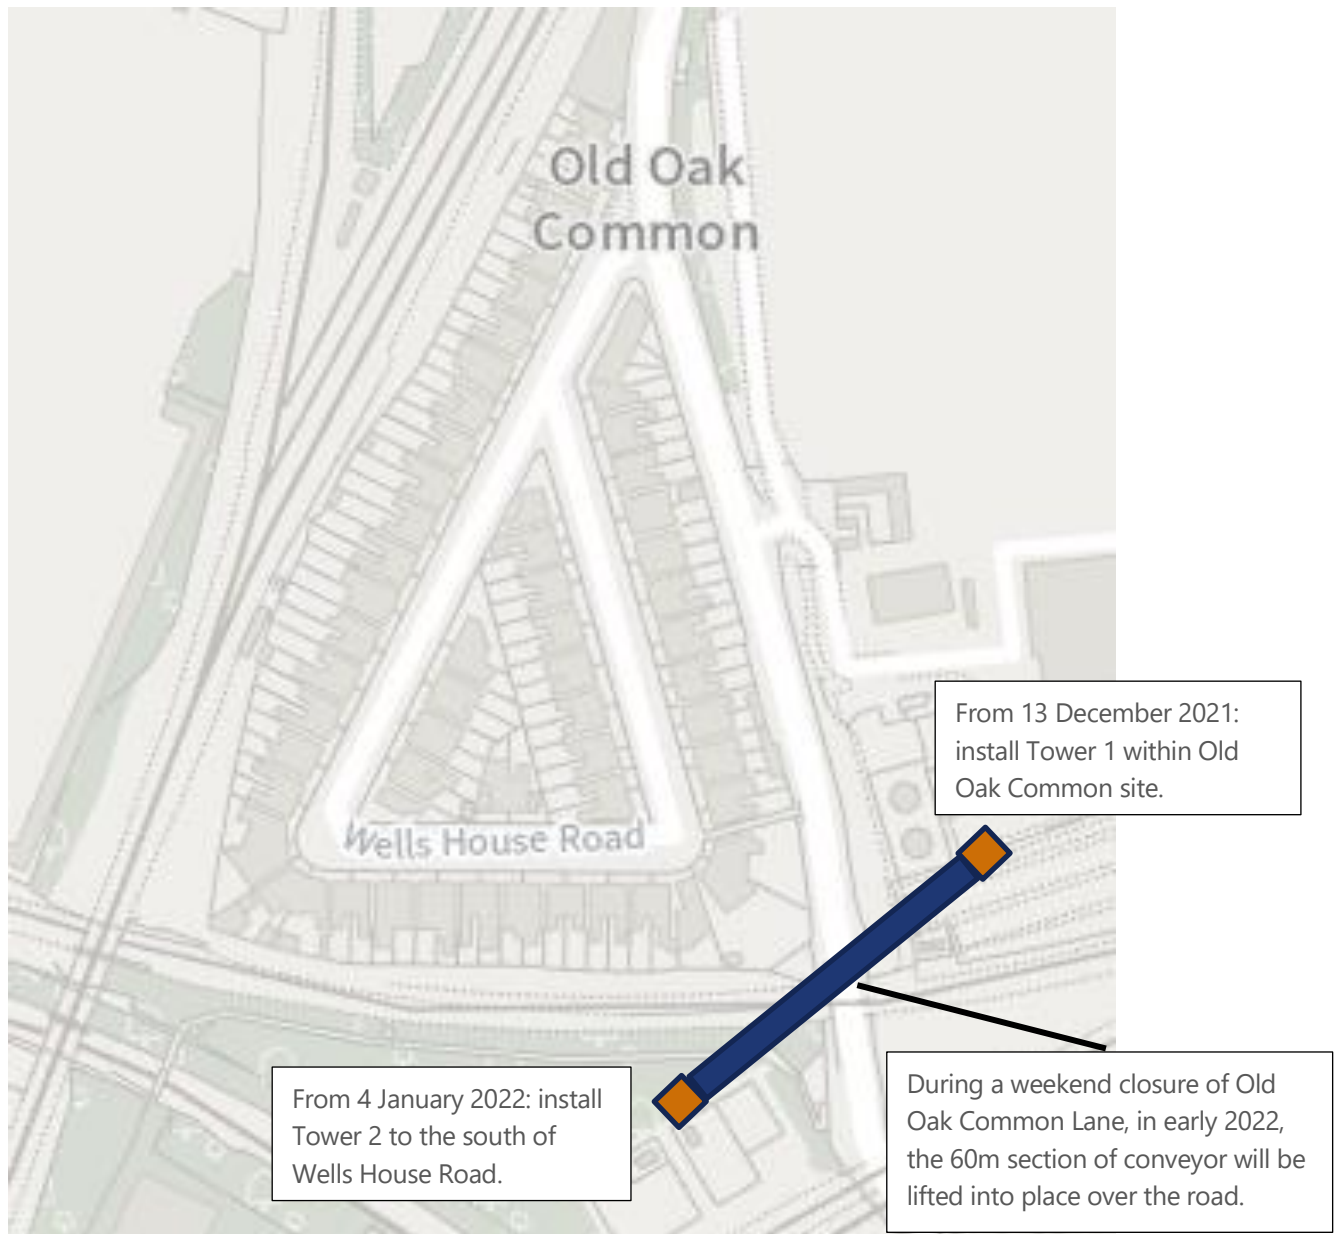 Old Oak
Common
From 13 December 2021:
install Tower 1 within Old
Oak Common site.
Wells House Road
From 4 January 2022: install
Tower 2 to the south of
Wells House Road.
During a weekend closure of Old
Oak Common Lane, in early 2022,
the 60m section of conveyor will be
lifted into place over the road.